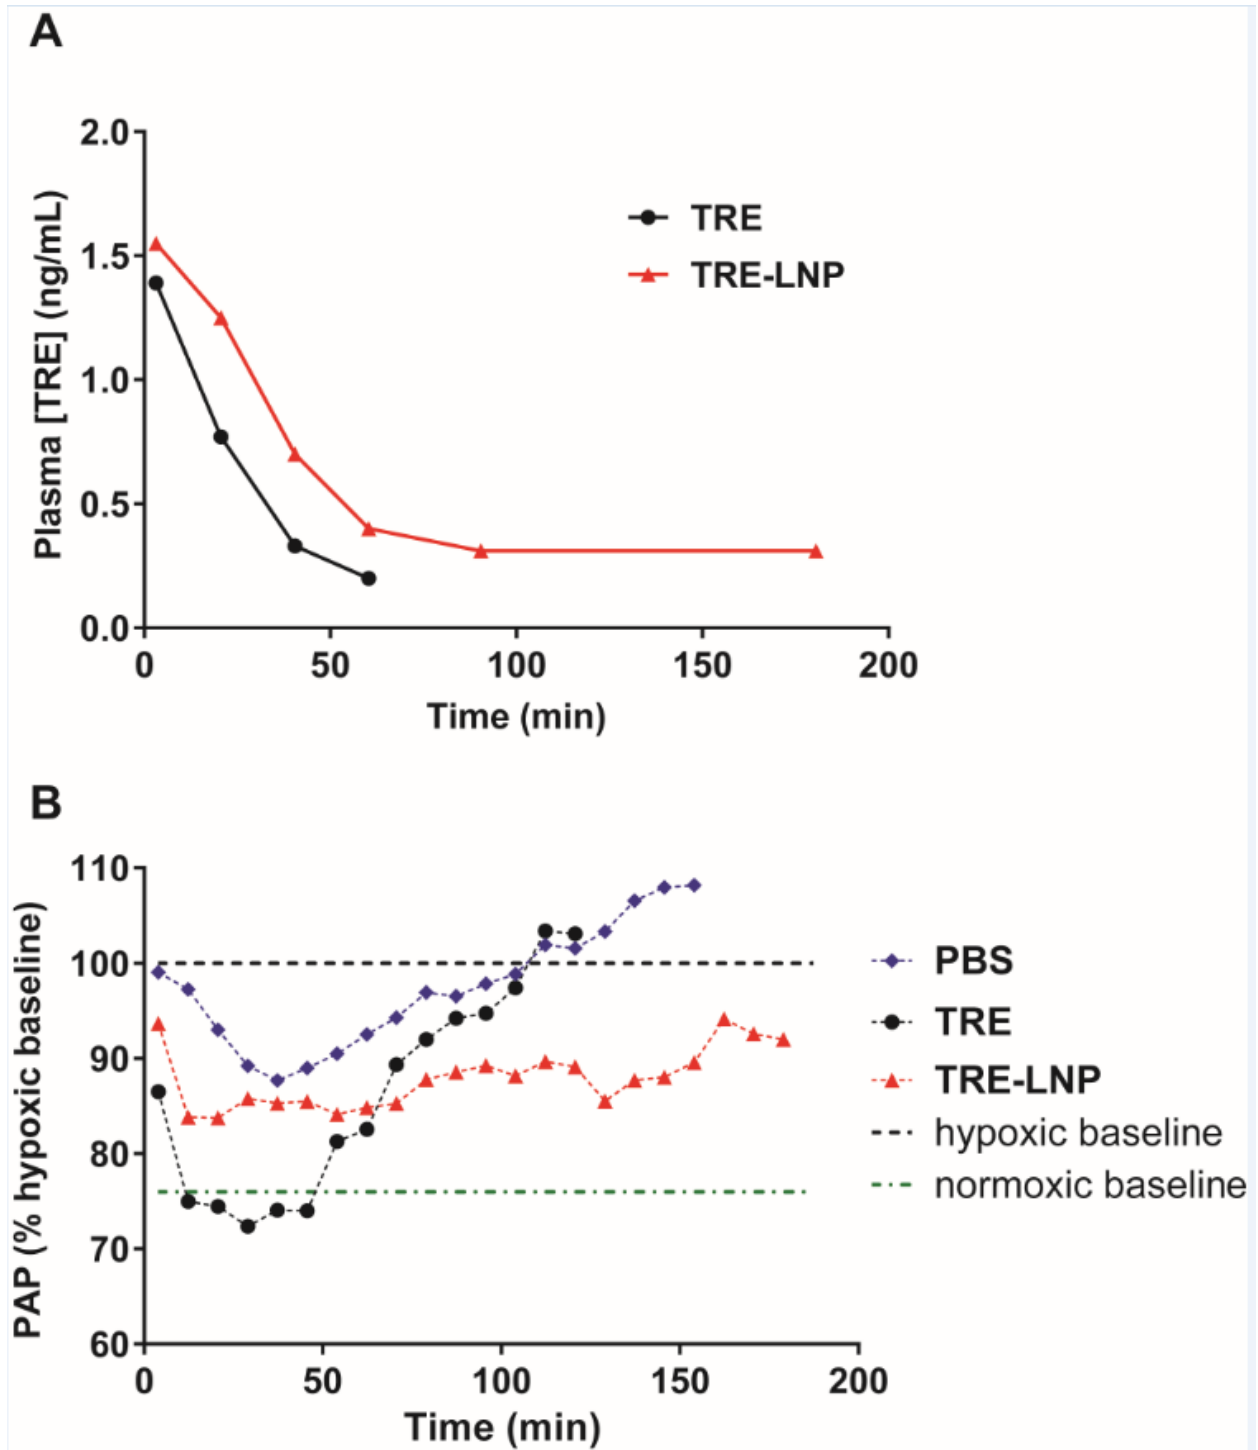 A
2.0
1.5
1.0
0.5
0.0
Plasma [TRE] (ng/mL)
TRE
TRE-LNP
0 50 100 150 200
Time (min)
B
110
100
90
80
70
60
PAP (% hypoxic baseline)
PBS
TRE
TRE-LNP
hypoxic baseline
normoxic baseline
0 50 100 150 200
Time (min)